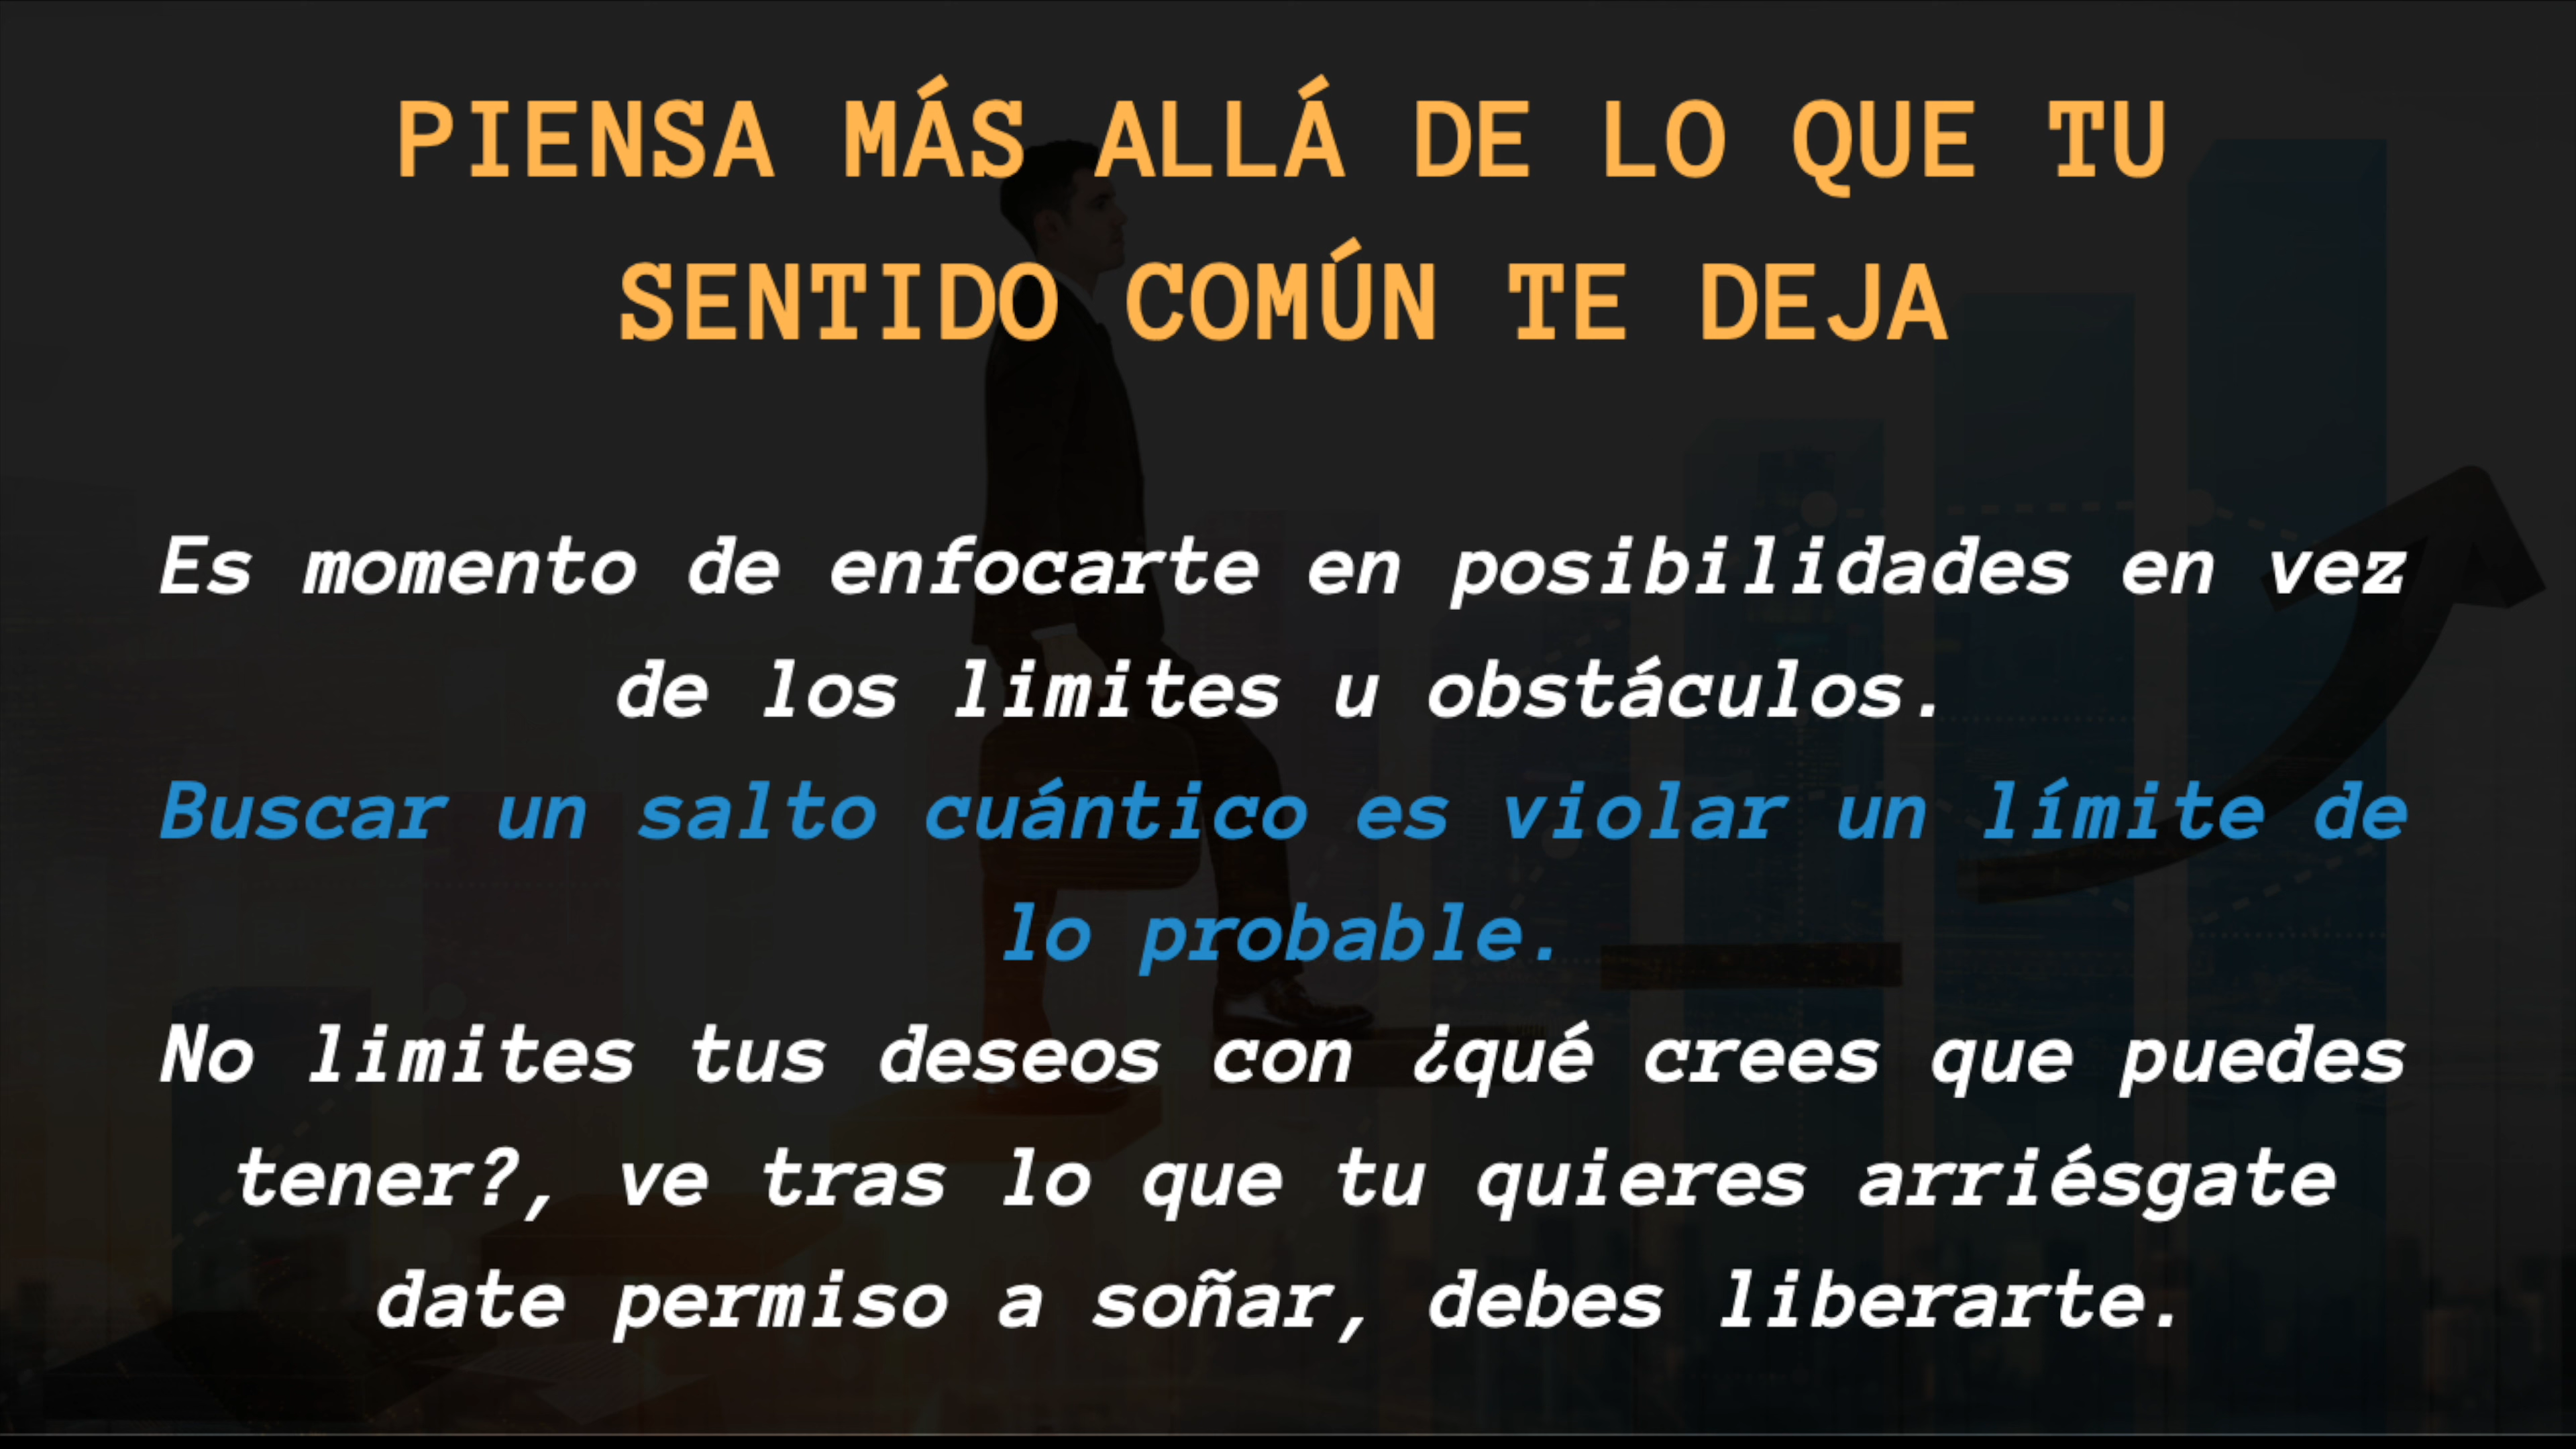 PIENSA MÁS ALLÁ DE LO QUE TU
SENTIDO COMÚN TE DEJA
Es momento de enfocarte en posibilidades en vez
de los limites u obstáculos.
Buscar un salto cuántico es violar un límite de
lo probable.
No limites tus deseos con ¿qué crees que puedes
tener?, ve tras lo que tu quieres arriésgate
date permiso a soñar, debes liberarte.